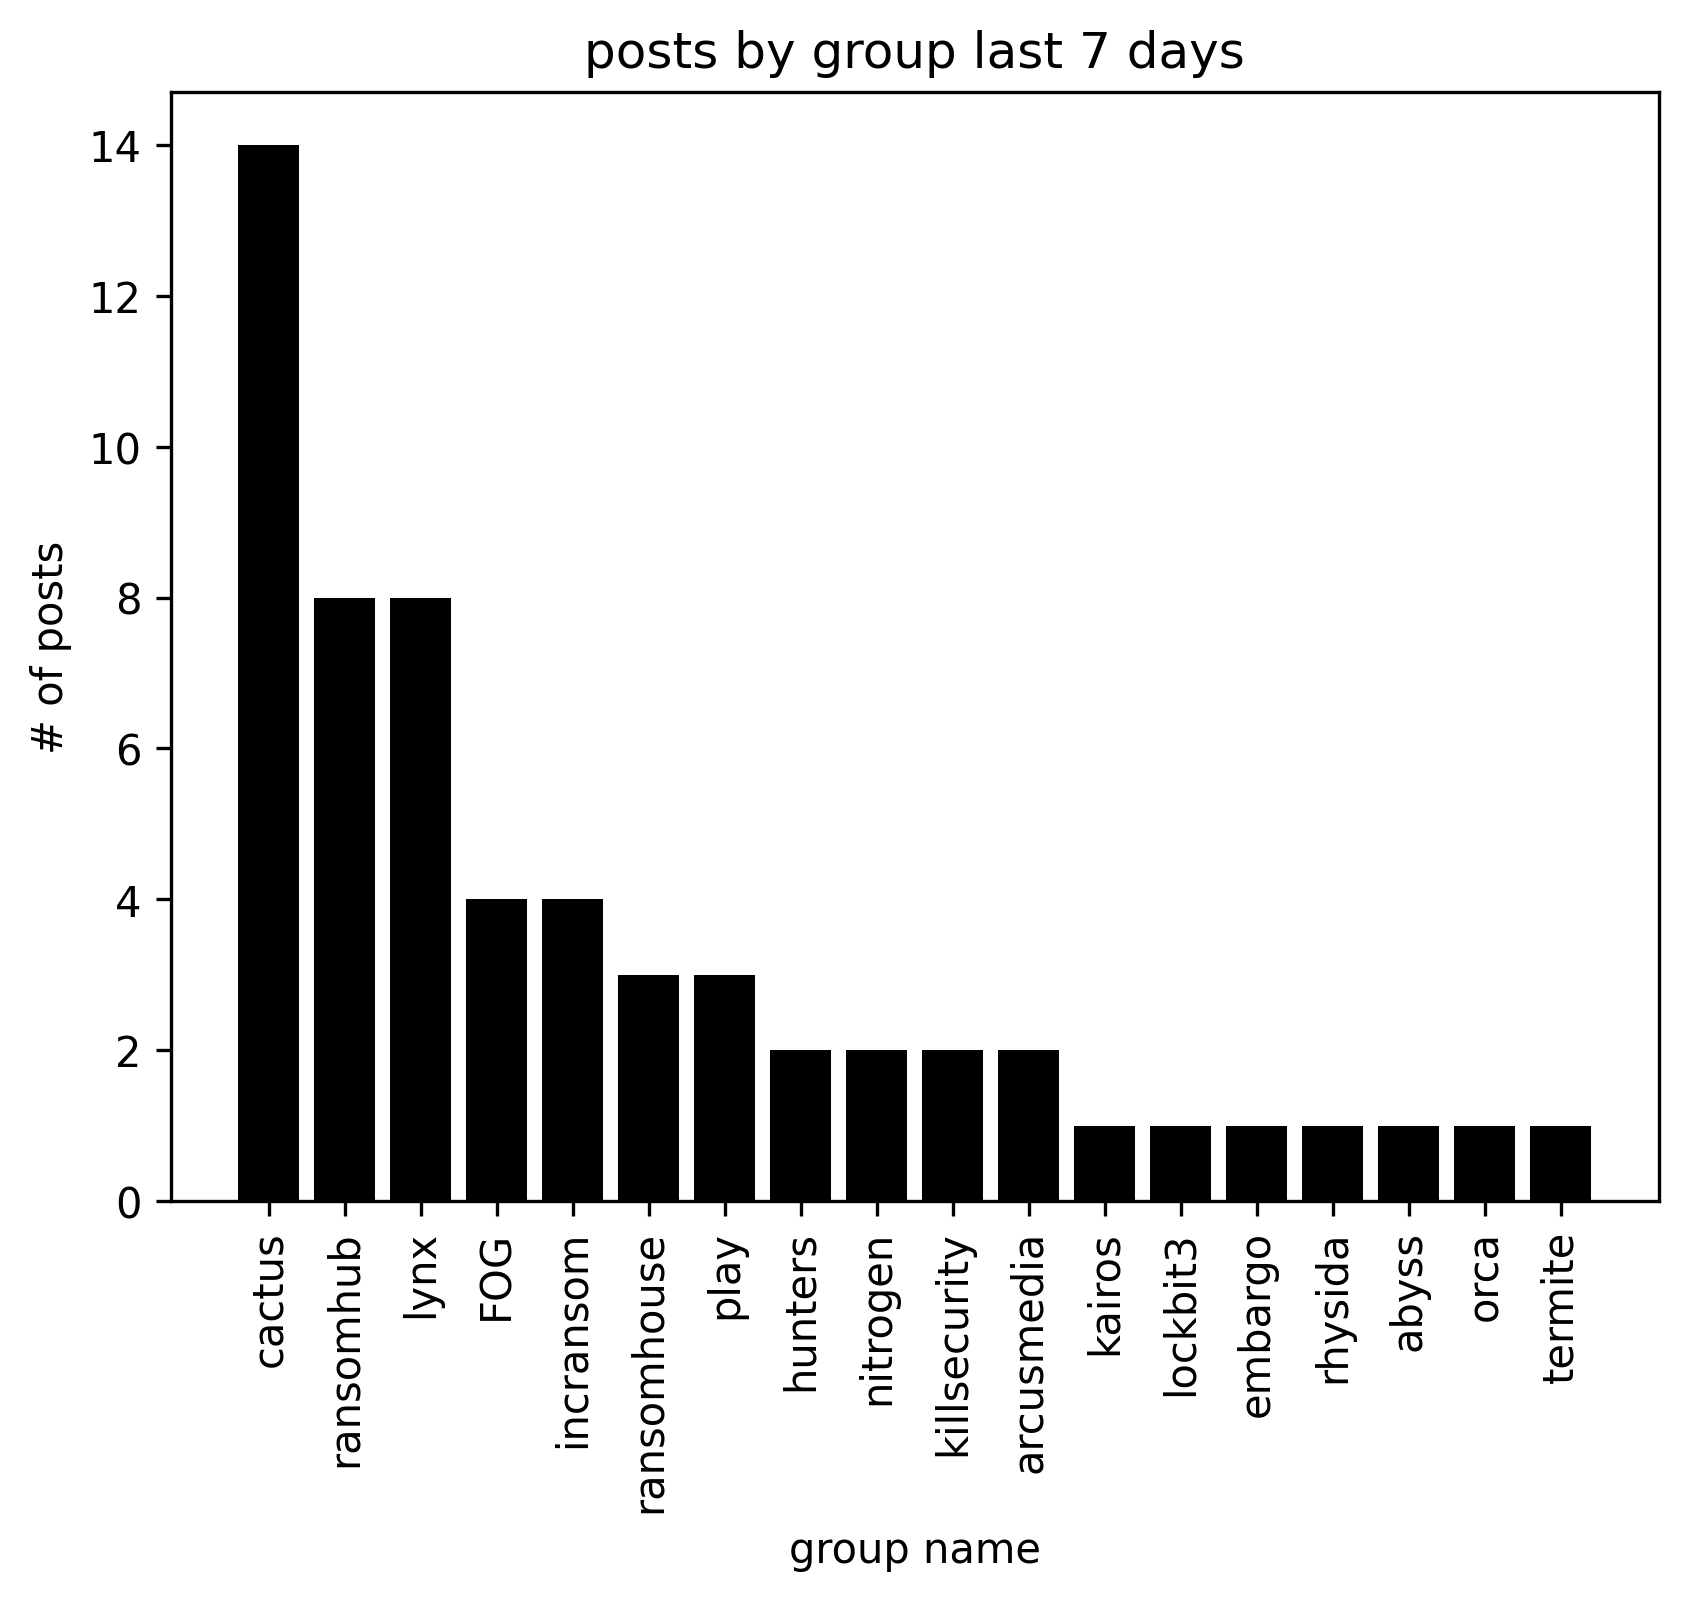 posts by group last 7 days
14
12
10
8
6
4
2
0
# of posts
cactus
ransomhub
lynx
FOG
incransom
ransomhouse
play
hunters
nitrogen
killsecurity
arcusmedia
kairos
lockbit3
embargo
rhysida
abyss
orca
termite
group name